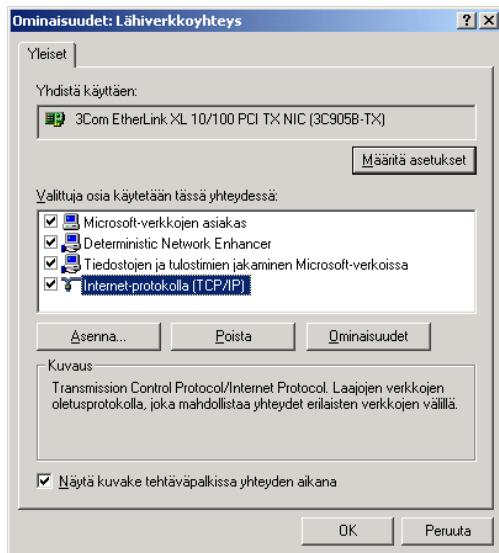 Ominaisuudet: Lähiverkkoyhteys
Yleiset
Yhdistä käyttäen:
3Com EtherLink XL 10/100 PCI TX NIC (3C905B-TX)
Määritä asetukset
Valittuja osia käytetään tässä yhteydessä:
Microsoft-verkkojen asiakas
Deterministic Network Enhancer
Tiedostojen ja tulostimien jakaminen Microsoft-verkoissa
Internet-protokolla (TCP/IP)
Asenna... Poista Ominaisuudet
Kuvaus
Transmission Control Protocol/Internet Protocol. Laajojen verkkojen
oletusprotokolla, joka mahdollistaa yhteydet erilaisten verkkojen välillä.
Näytä kuvake tehtäväpalkissa yhteyden aikana
OK Peruuta